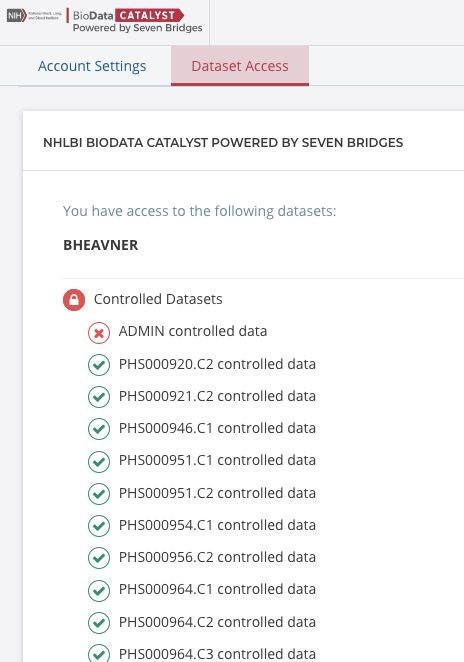 NIH National Heart, Lung, and Blood Institute BioData CATALYST
Powered by Seven Bridges
Account Settings
Dataset Access
NHLBI BIODATA CATALYST POWERED BY SEVEN BRIDGES
You have access to the following datasets:
BHEAVNER
Controlled Datasets
ADMIN controlled data
PHS000920.C2 controlled data
PHS000921.C2 controlled data
PHS000946.C1 controlled data
PHS000951.C1 controlled data
PHS000951.C2 controlled data
PHS000954.C1 controlled data
PHS000956.C2 controlled data
PHS000964.C1 controlled data
PHS000964.C2 controlled data
PHS000964.C3 controlled data